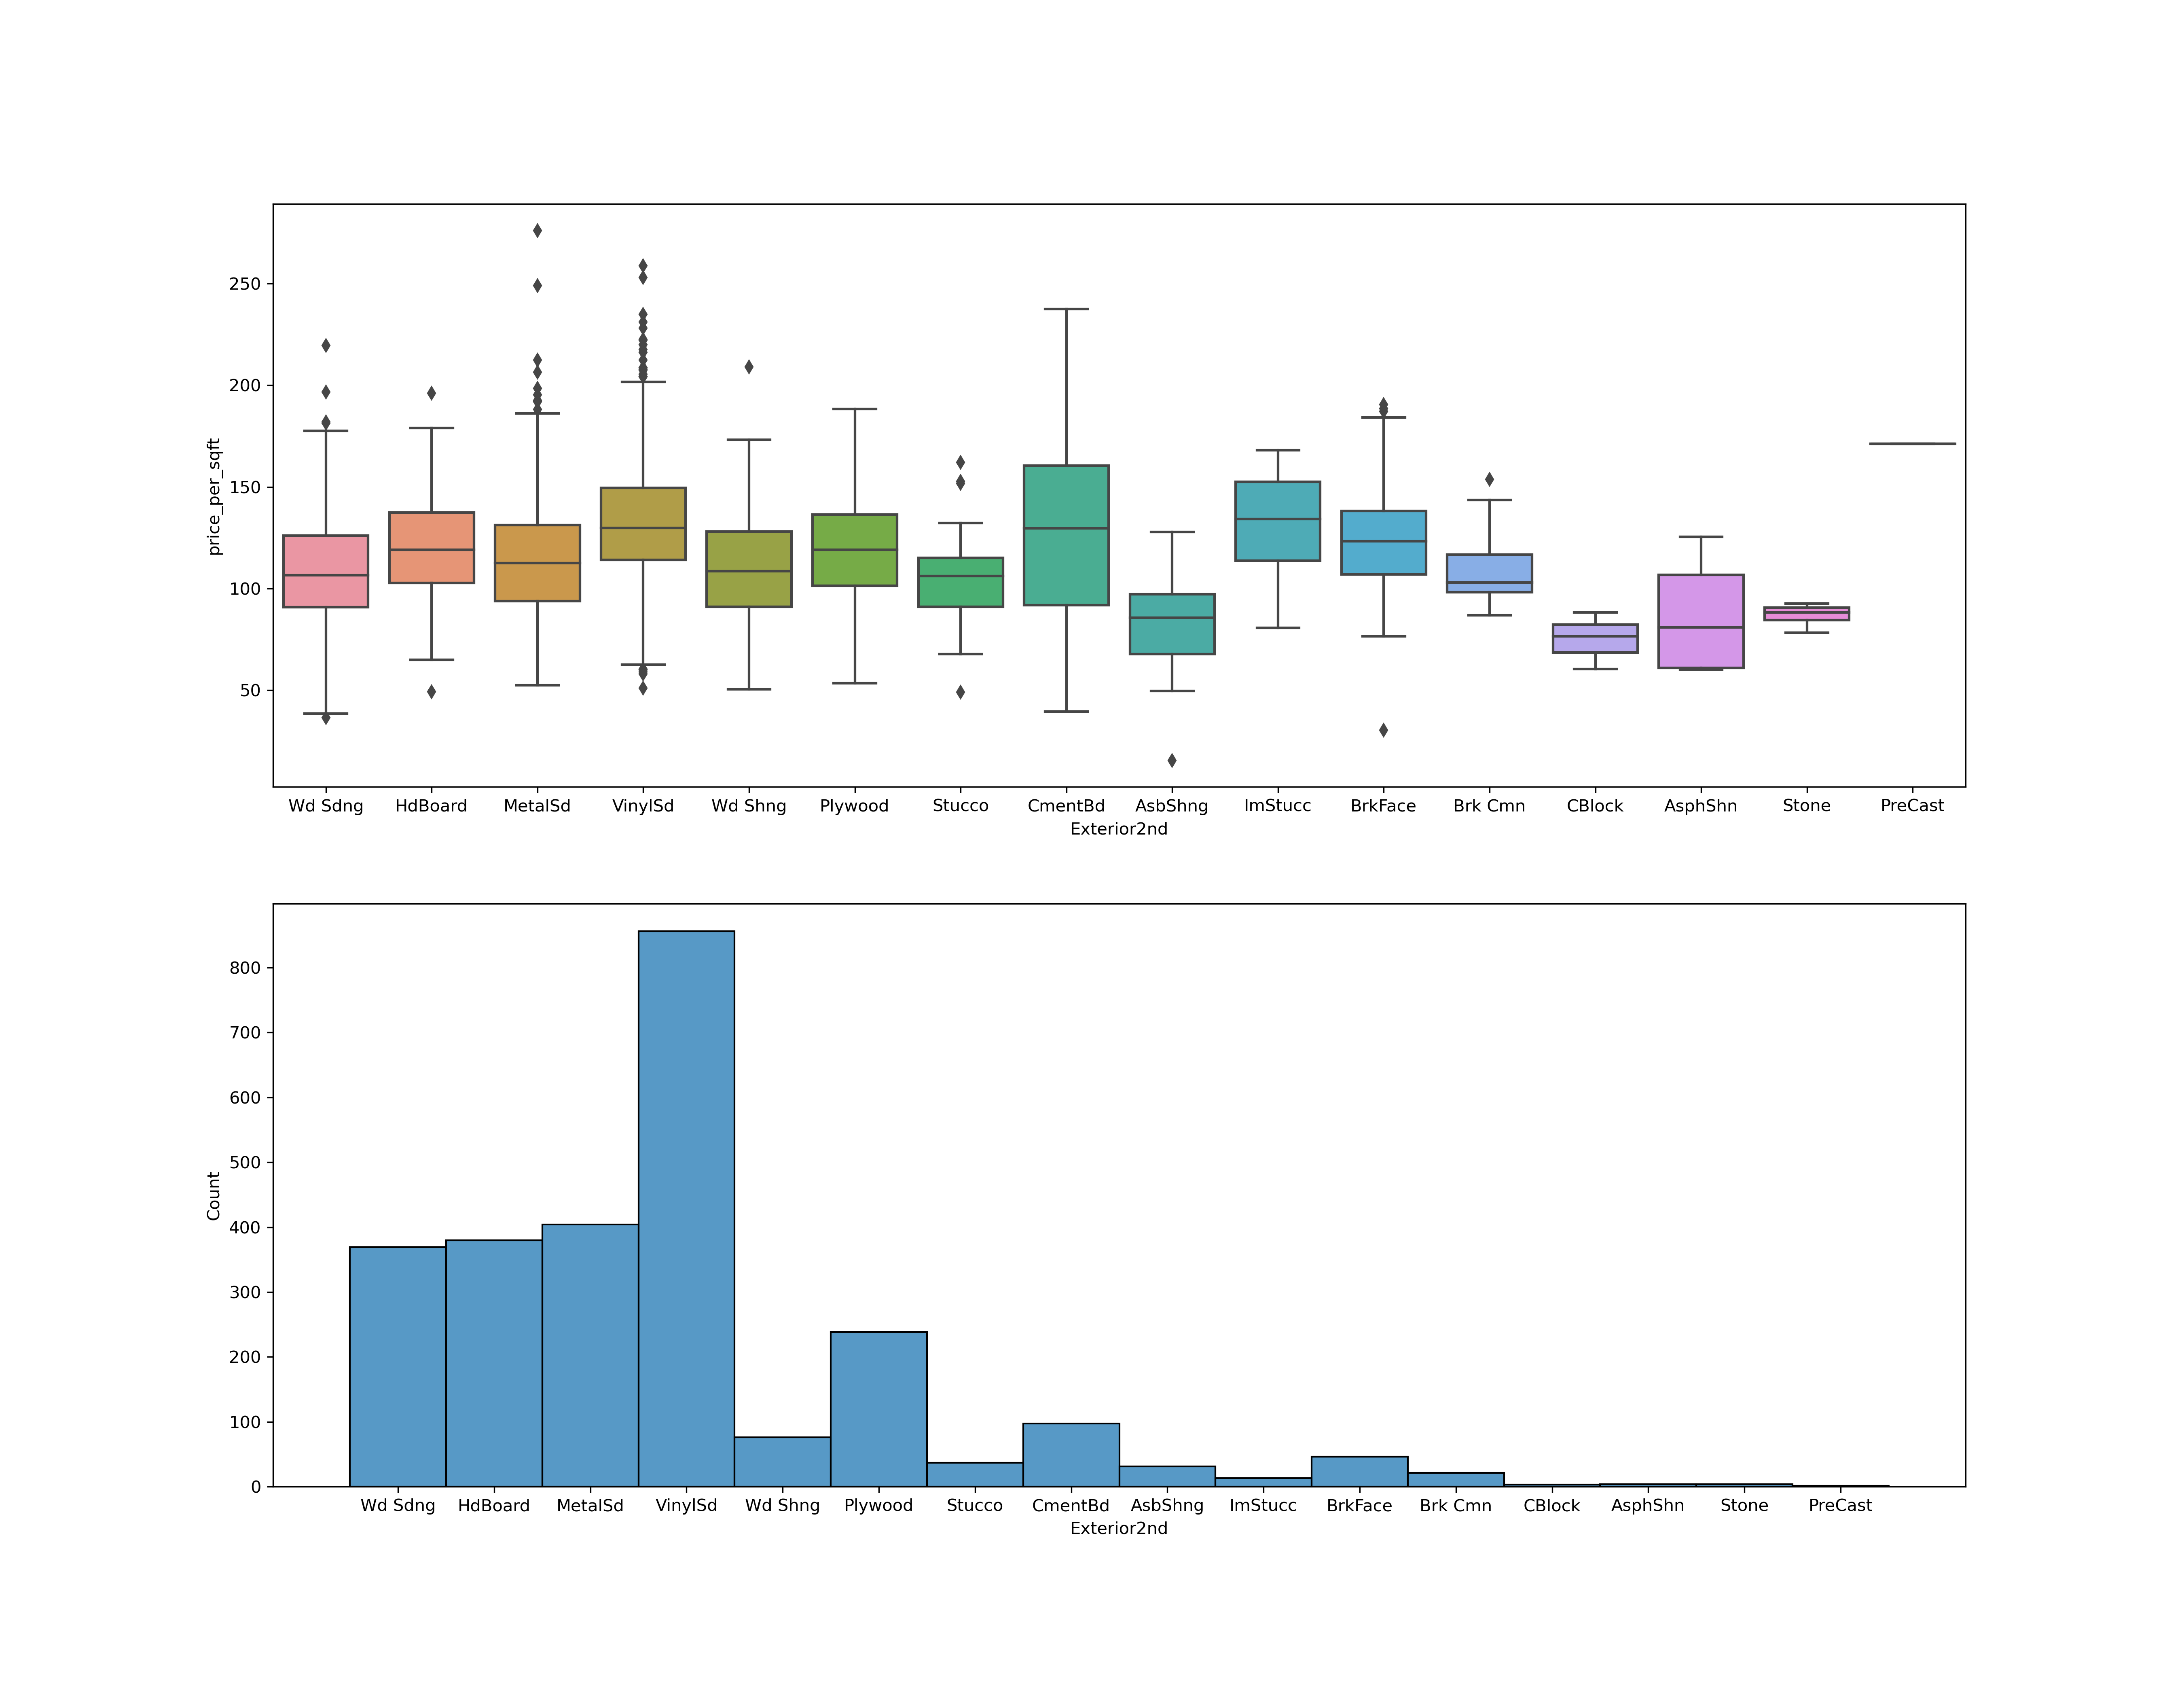 price_per_sqft
250
200
150
100
50
Wd Sdng HdBoard MetalSd VinylSd Wd Shng Plywood Stucco CmentBd AsbShng ImStucc BrkFace Brk Cmn CBlock AsphShn Stone PreCast
Exterior2nd
Count
800
700
600
500
400
300
200
100
0
Wd Sdng HdBoard MetalSd VinylSd Wd Shng Plywood Stucco CmentBd AsbShng ImStucc BrkFace Brk Cmn CBlock AsphShn Stone PreCast
Exterior2nd